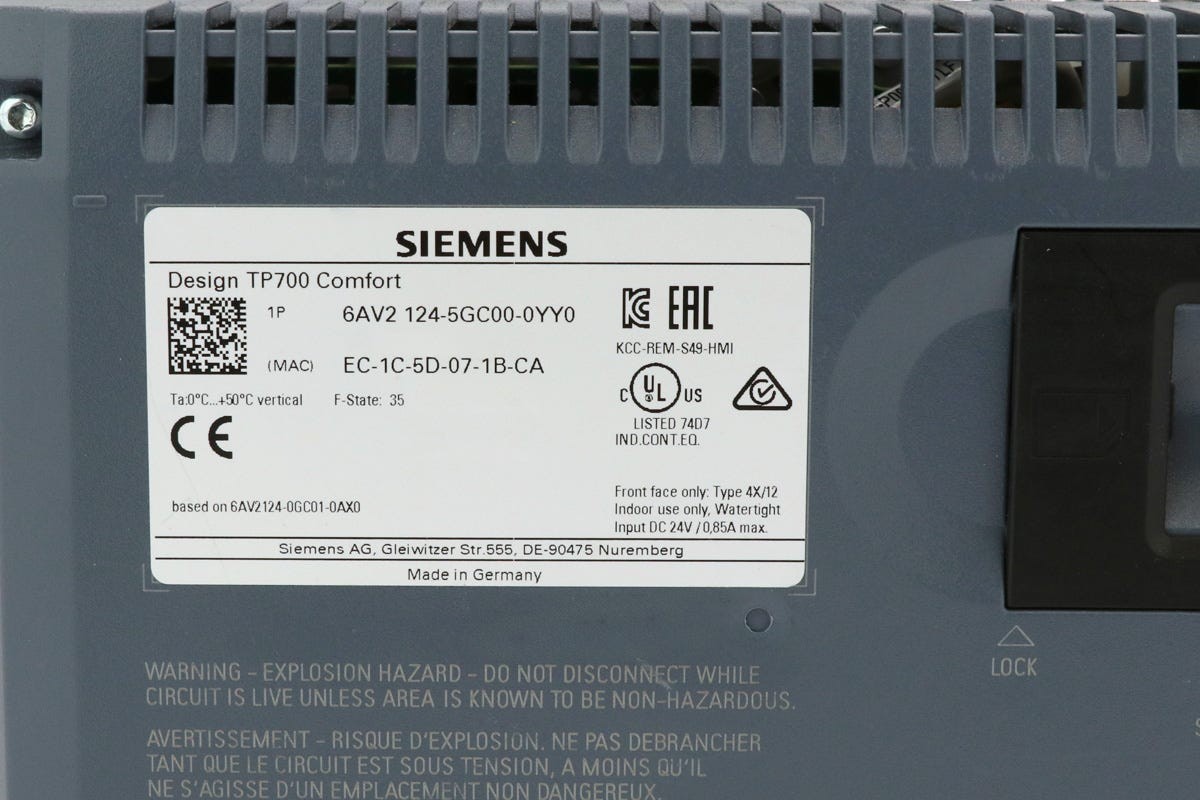 SIEMENS
Design TP700 Comfort
1P 6AV2 124-5GC00-0YY0
(MAC) EC-1C-5D-07-1B-CA
Ta:0°C...+50°C vertical F-State: 35
CE
based on 6AV2124-0GC01-0AX0
EAC
KCC-REM-S49-HMI
C UL US
LISTED 74D7
IND.CONT.EQ.
Front face only: Type 4X/12
Indoor use only, Watertight
Input DC 24V / 0,85A max.
Siemens AG, Gleiwitzer Str.555, DE-90475 Nuremberg
Made in Germany
LOCK
WARNING - EXPLOSION HAZARD - DO NOT DISCONNECT WHILE
CIRCUIT IS LIVE UNLESS AREA IS KNOWN TO BE NON-HAZARDOUS.
AVERTISSEMENT - RISQUE D'EXPLOSION. NE PAS DEBRANCHER
TANT QUE LE CIRCUIT EST SOUS TENSION, A MOINS QU'IL
NE S'AGISSE D'UN EMPLACEMENT NON DANGEREUX.